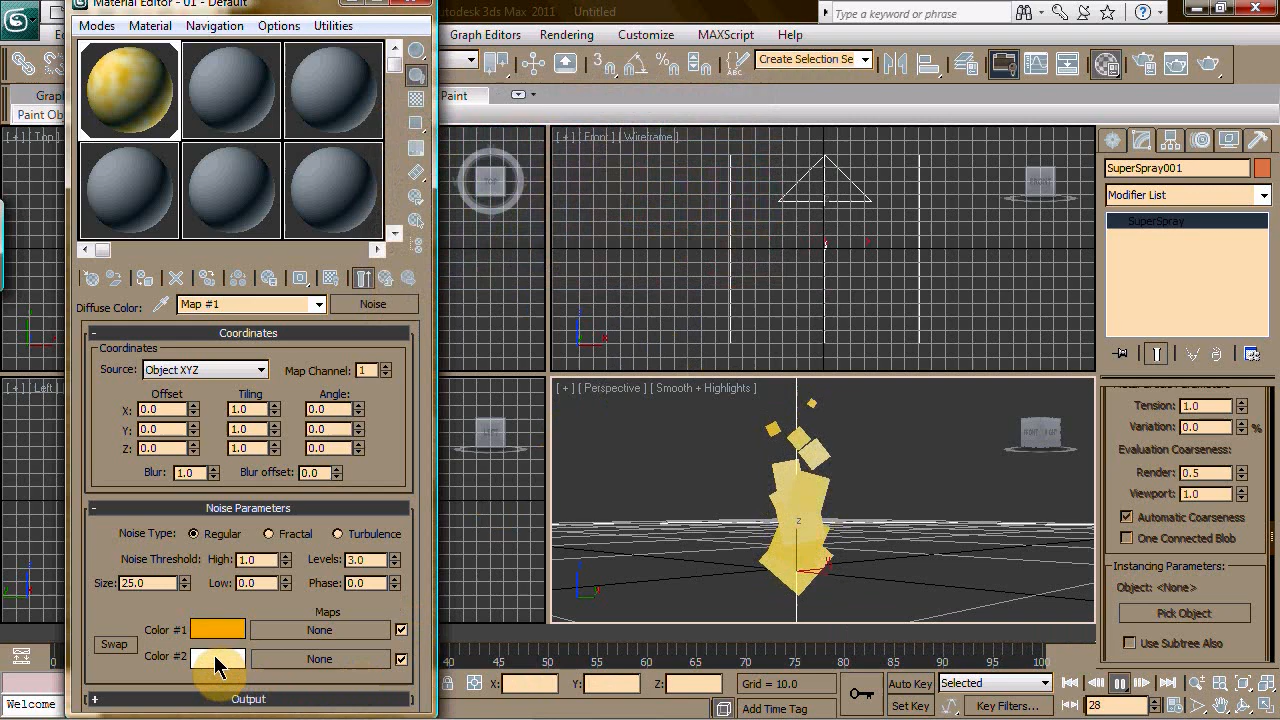 Material Editor - 01 - Default
Autodesk 3ds Max 2011 Untitled
Type a keyword or phrase
Modes Material Navigation Options Utilities
Graph Editors Rendering Customize MAXScript Help
Create Selection Se
Paint
Paint Ob
[ + ] [ Top ]
[ + ] [ Front ] [ Wireframe ]
TOP
FRONT
SuperSpray001
Modifier List
SuperSpray
Diffuse Color: Map #1 Noise
- Coordinates
Coordinates
Source: Object XYZ Map Channel: 1
Offset Tiling Angle:
X: 0.0 1.0 0.0
Y: 0.0 1.0 0.0
Z: 0.0 1.0 0.0
Blur: 1.0 Blur offset: 0.0
- Noise Parameters
Noise Type: Regular Fractal Turbulence
Noise Threshold: High: 1.0 Levels: 3.0
Size: 25.0 Low: 0.0 Phase: 0.0
Maps
Color #1 None
Swap
Color #2 None
+ Output
[ + ] [ Left ]
LEFT
[ + ] [ Perspective ] [ Smooth + Highlights ]
Z
Tension: 1.0
Variation: 0.0 %
Evaluation Coarseness:
Render: 0.5
Viewport: 1.0
Automatic Coarseness
One Connected Blob
Instancing Parameters:
Object: <None>
Pick Object
Use Subtree Also
0 40 45 50 55 60 65 70 75 80 85 90 95 100
X: Y: Z: Grid = 10.0 Auto Key Selected
Welcome
Add Time Tag Set Key Key Filters... 28